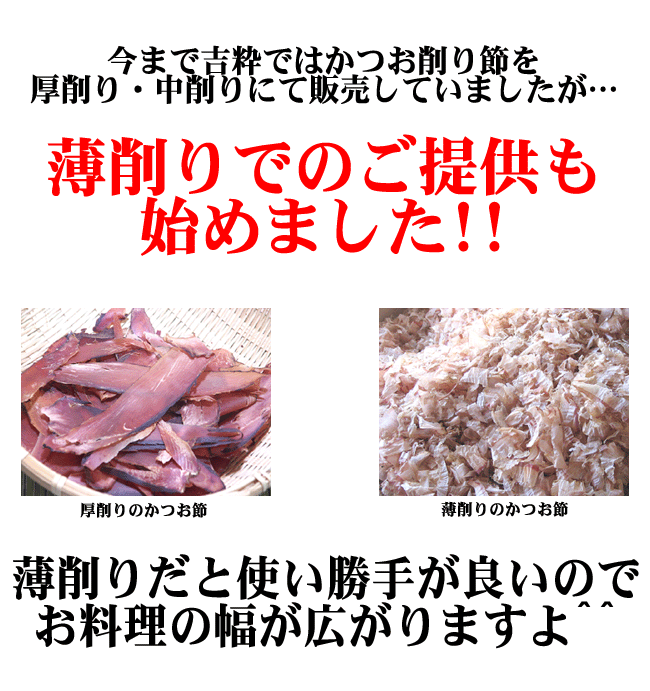 今まで吉粋ではかつお削り節を
厚削り・中削りにて販売していましたが…
薄削りでのご提供も
始めました!!
厚削りのかつお節
薄削りのかつお節
薄削りだと使い勝手が良いので
お料理の幅が広がりますよ^^